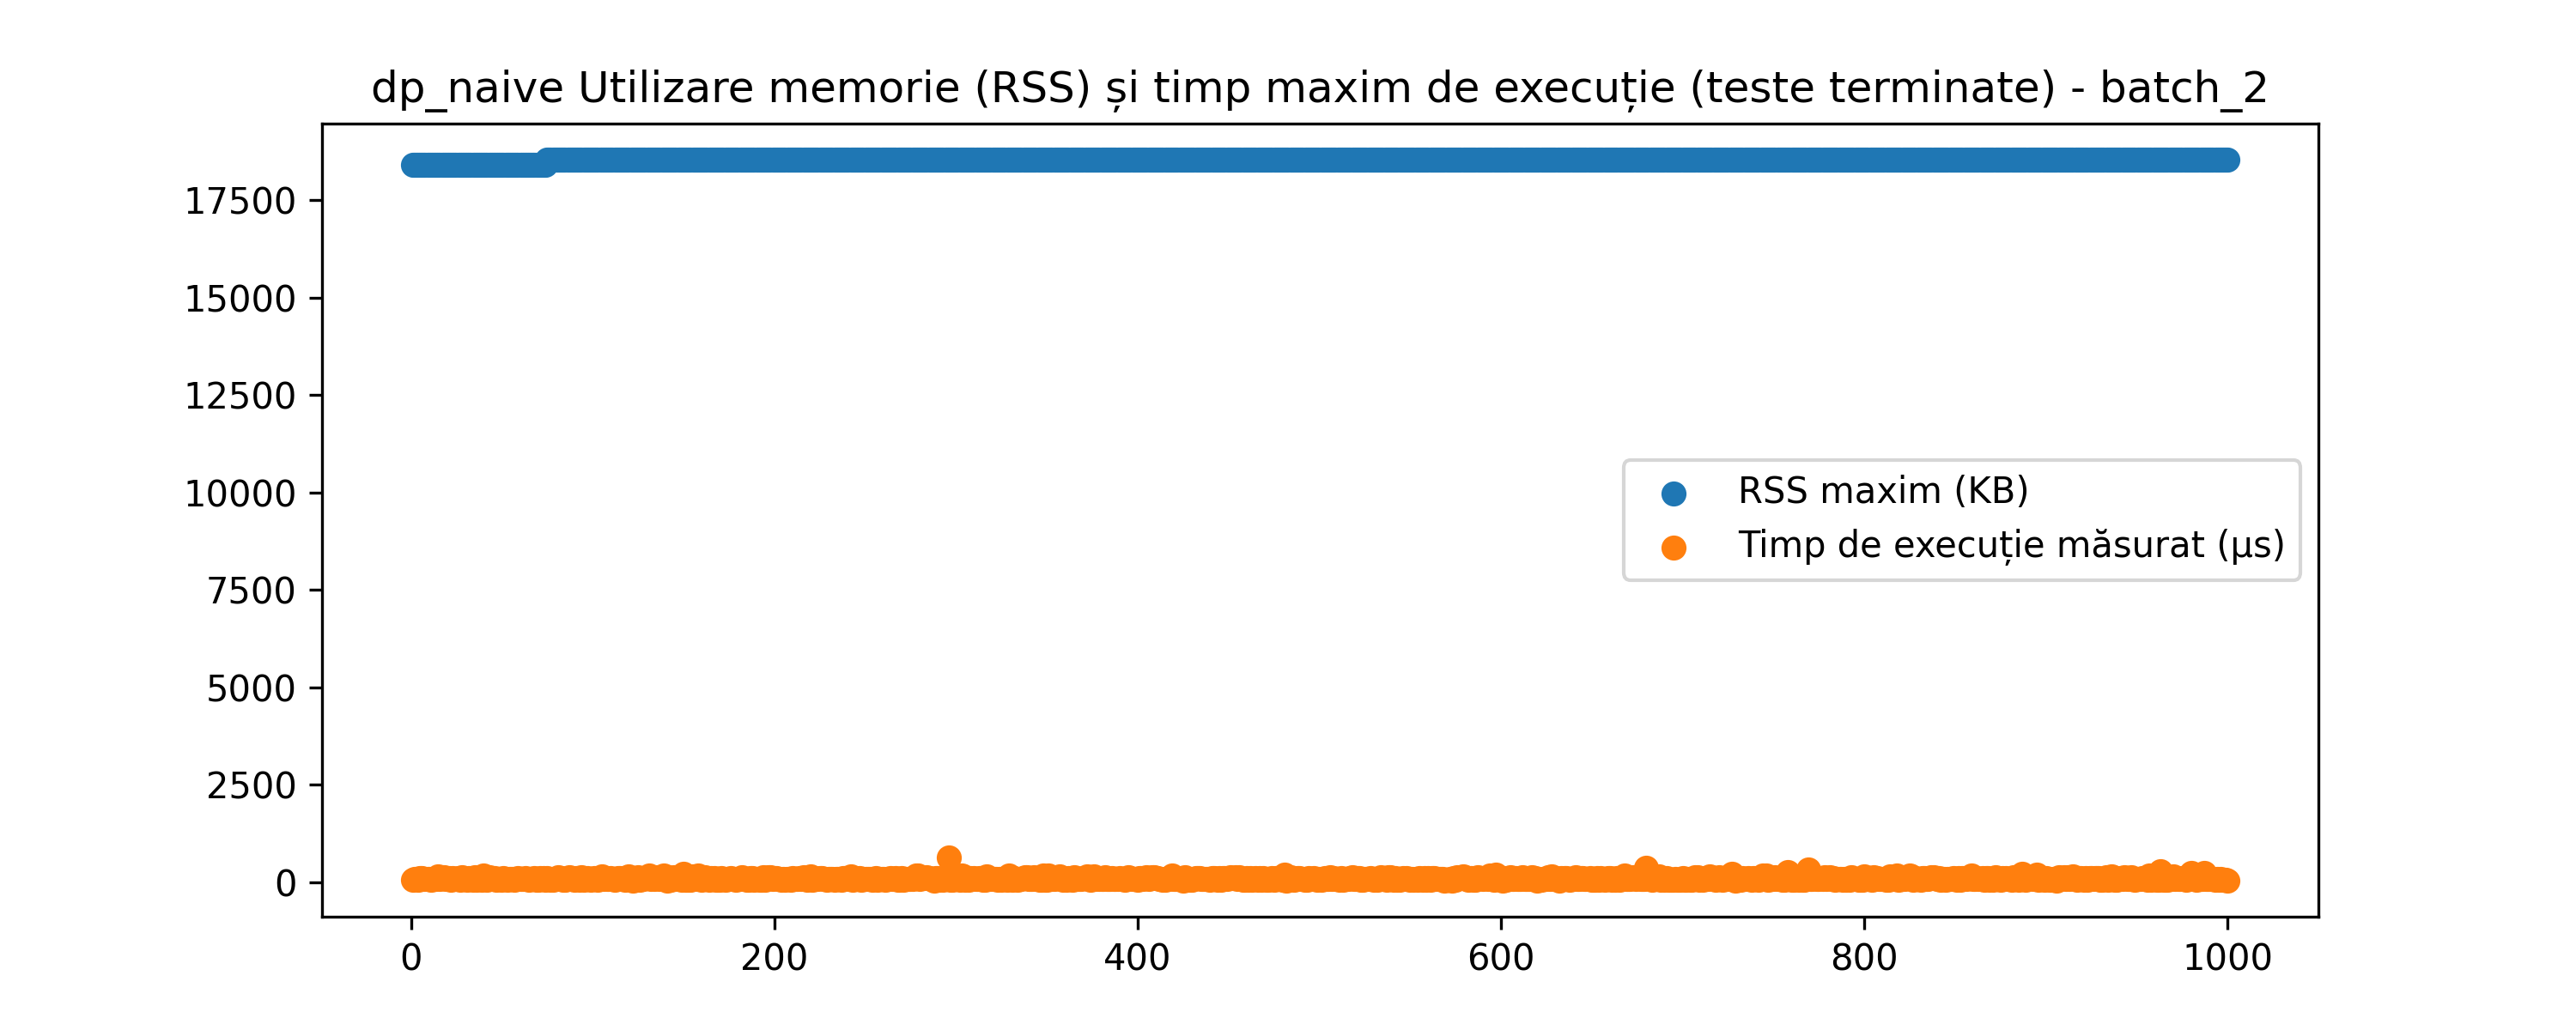 dp_naive Utilizare memorie (RSS) și timp maxim de execuție (teste terminate) - batch_2
17500
15000
12500
10000
7500
5000
2500
0
RSS maxim (KB)
Timp de execuție măsurat (µs)
0 200 400 600 800 1000